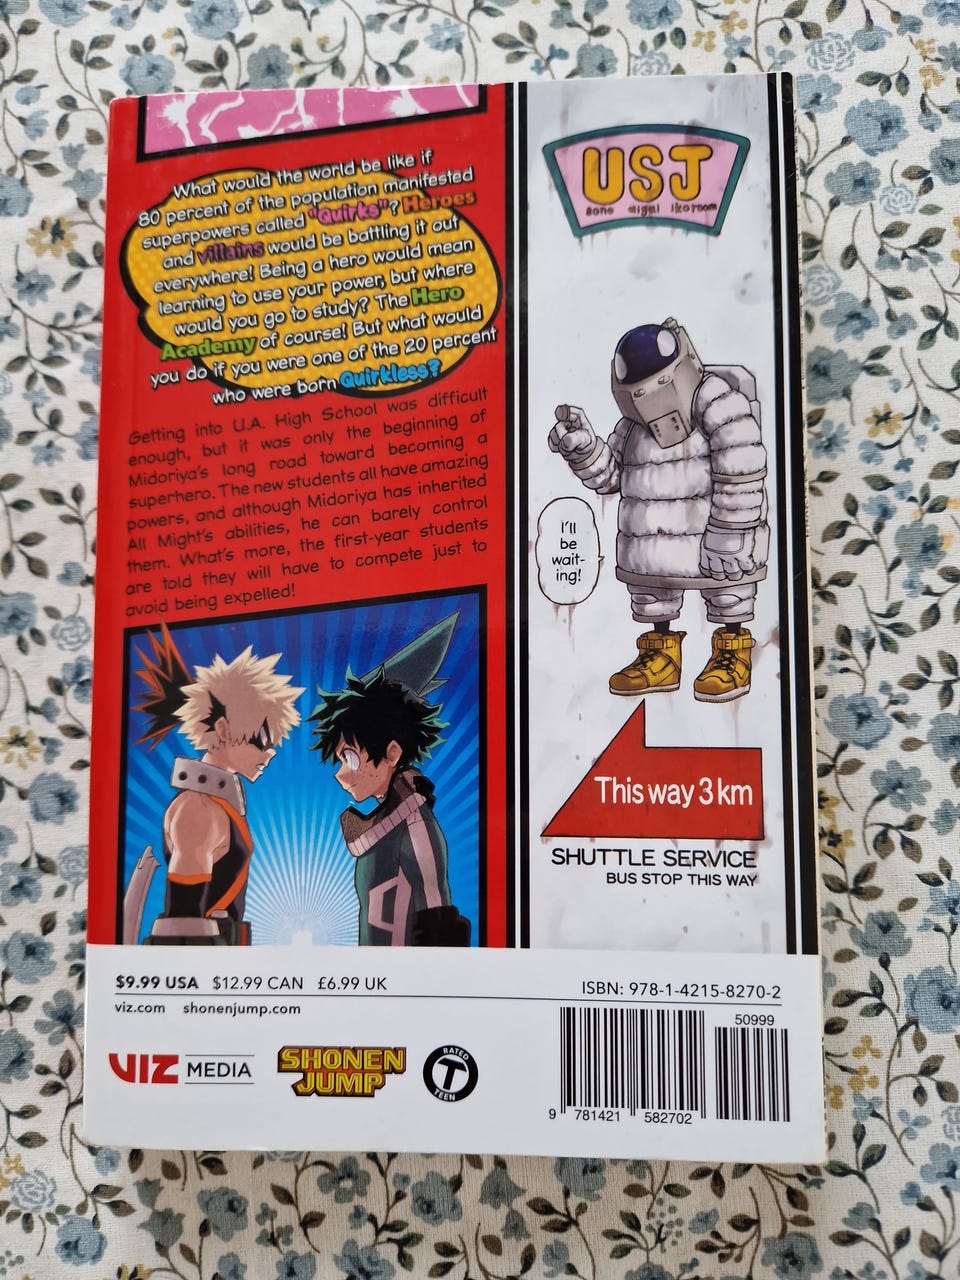 What would the world be like if
80 percent of the population manifested
superpowers called "Quirks"? Heroes
and villains would be battling it out
everywhere! Being a hero would mean
learning to use your power, but where
would you go to study? The Hero
Academy of course! But what would
you do if you were one of the 20 percent
who were born Quirkless?
Getting into U.A. High School was difficult
enough, but it was only the beginning of
Midoriya's long road toward becoming a
superhero. The new students all have amazing
powers, and although Midoriya has inherited
All Might's abilities, he can barely control
them. What's more, the first-year students
are told they will have to compete just to
avoid being expelled!
USJ
I'll
be
wait-
ing!
This way 3 km
SHUTTLE SERVICE
BUS STOP THIS WAY
$9.99 USA $12.99 CAN £6.99 UK
viz.com shonenjump.com
VIZ MEDIA
SHONEN
JUMP
RATED
T
TEEN
ISBN: 978-1-4215-8270-2
50999
9 781421 582702